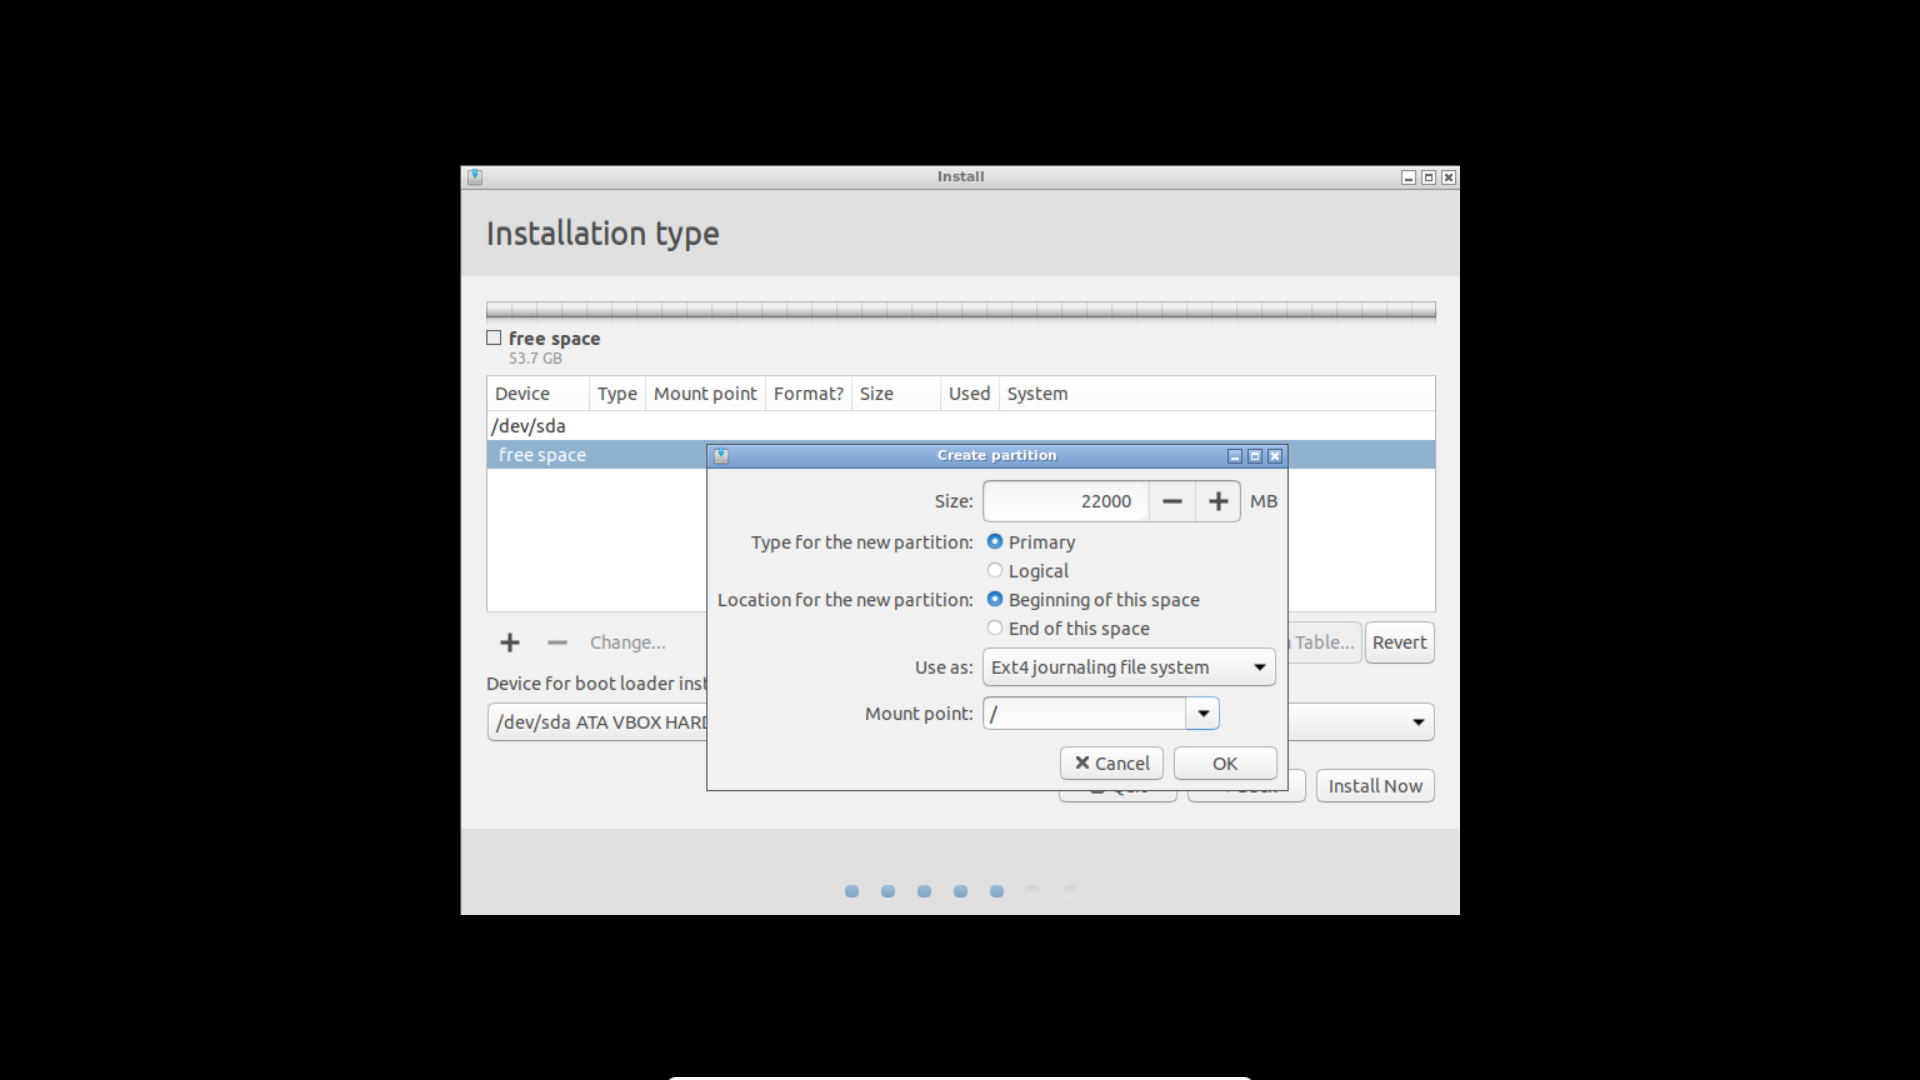 Install
Installation type
free space
53.7 GB
Device Type Mount point Format? Size Used System
/dev/sda
free space
Create partition
Size: 22000 MB
Type for the new partition: Primary
Logical
Location for the new partition: Beginning of this space
End of this space
Change...
Table...
Revert
Use as: Ext4 journaling file system
Device for boot loader inst
Mount point: /
/dev/sda ATA VBOX HARD
Cancel OK
Install Now